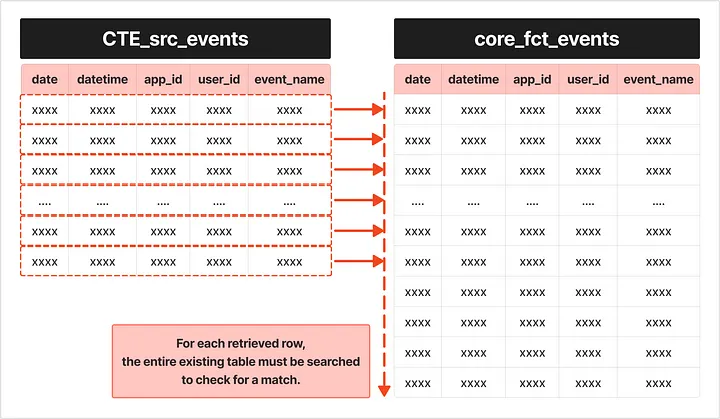 CTE_src_events
date datetime app_id user_id event_name
xxxx xxxx xxxx xxxx xxxx
xxxx xxxx xxxx xxxx xxxx
xxxx xxxx xxxx xxxx xxxx
.... .... .... .... ....
xxxx xxxx xxxx xxxx xxxx
xxxx xxxx xxxx xxxx xxxx
For each retrieved row,
the entire existing table must be searched
to check for a match.
core_fct_events
date datetime app_id user_id event_name
xxxx xxxx xxxx xxxx xxxx
xxxx xxxx xxxx xxxx xxxx
xxxx xxxx xxxx xxxx xxxx
.... .... .... .... ....
xxxx xxxx xxxx xxxx xxxx
xxxx xxxx xxxx xxxx xxxx
xxxx xxxx xxxx xxxx xxxx
xxxx xxxx xxxx xxxx xxxx
xxxx xxxx xxxx xxxx xxxx
xxxx xxxx xxxx xxxx xxxx